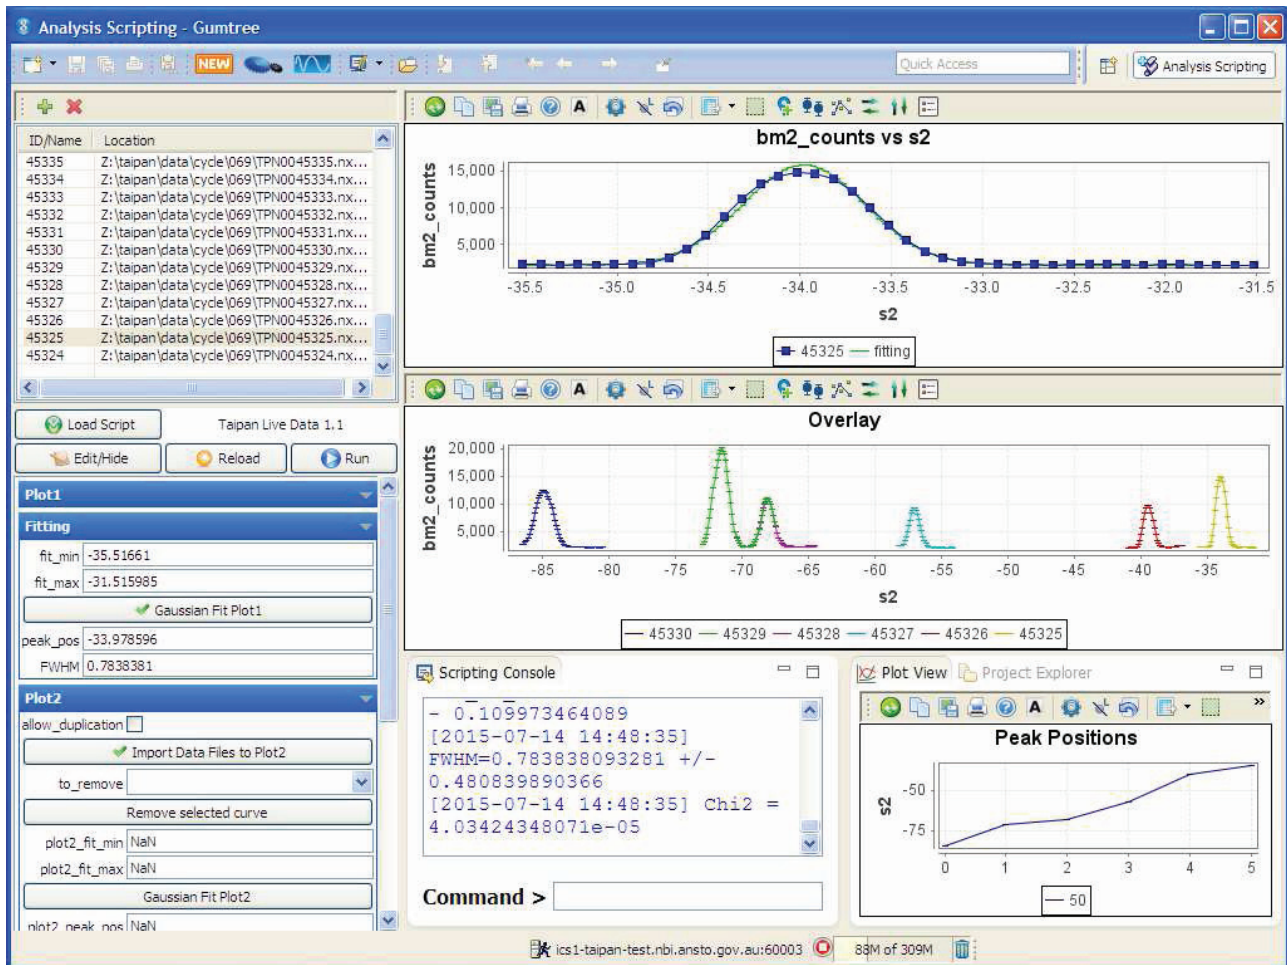 Analysis Scripting - Gumtree
NEW
Quick Access
Analysis Scripting
ID/Name Location
45335 Z:\taipan\data\cycle\069\TPN0045335.nx...
45334 Z:\taipan\data\cycle\069\TPN0045334.nx...
45333 Z:\taipan\data\cycle\069\TPN0045333.nx...
45332 Z:\taipan\data\cycle\069\TPN0045332.nx...
45331 Z:\taipan\data\cycle\069\TPN0045331.nx...
45330 Z:\taipan\data\cycle\069\TPN0045330.nx...
45329 Z:\taipan\data\cycle\069\TPN0045329.nx...
45328 Z:\taipan\data\cycle\069\TPN0045328.nx...
45327 Z:\taipan\data\cycle\069\TPN0045327.nx...
45326 Z:\taipan\data\cycle\069\TPN0045326.nx...
45325 Z:\taipan\data\cycle\069\TPN0045325.nx...
45324 Z:\taipan\data\cycle\069\TPN0045324.nx...
Load Script Taipan Live Data 1.1
Edit/Hide Reload Run
Plot1
Fitting
fit_min -35.51661
fit_max -31.515985
Gaussian Fit Plot1
peak_pos -33.978596
FWHM 0.7838381
Plot2
allow_duplication
Import Data Files to Plot2
to_remove
Remove selected curve
plot2_fit_min NaN
plot2_fit_max NaN
Gaussian Fit Plot2
plot2_peak_pos NaN
A
bm2_counts vs s2
bm2_counts
15,000
10,000
5,000
-35.5 -35.0 -34.5 -34.0 -33.5 -33.0 -32.5 -32.0 -31.5
s2
45325 fitting
A
Overlay
bm2_counts
20,000
15,000
10,000
5,000
-85 -80 -75 -70 -65 -60 -55 -50 -45 -40 -35
s2
45330 45329 45328 45327 45326 45325
Scripting Console
- 0.109973464089
[2015-07-14 14:48:35]
FWHM=0.783838093281 +/-
0.480839890366
[2015-07-14 14:48:35] Chi2 =
4.03424348071e-05
Command >
Plot View Project Explorer
A »
Peak Positions
s2
-50
-75
0 1 2 3 4 5
50
ics1-taipan-test.nbi.ansto.gov.au:60003 88M of 309M